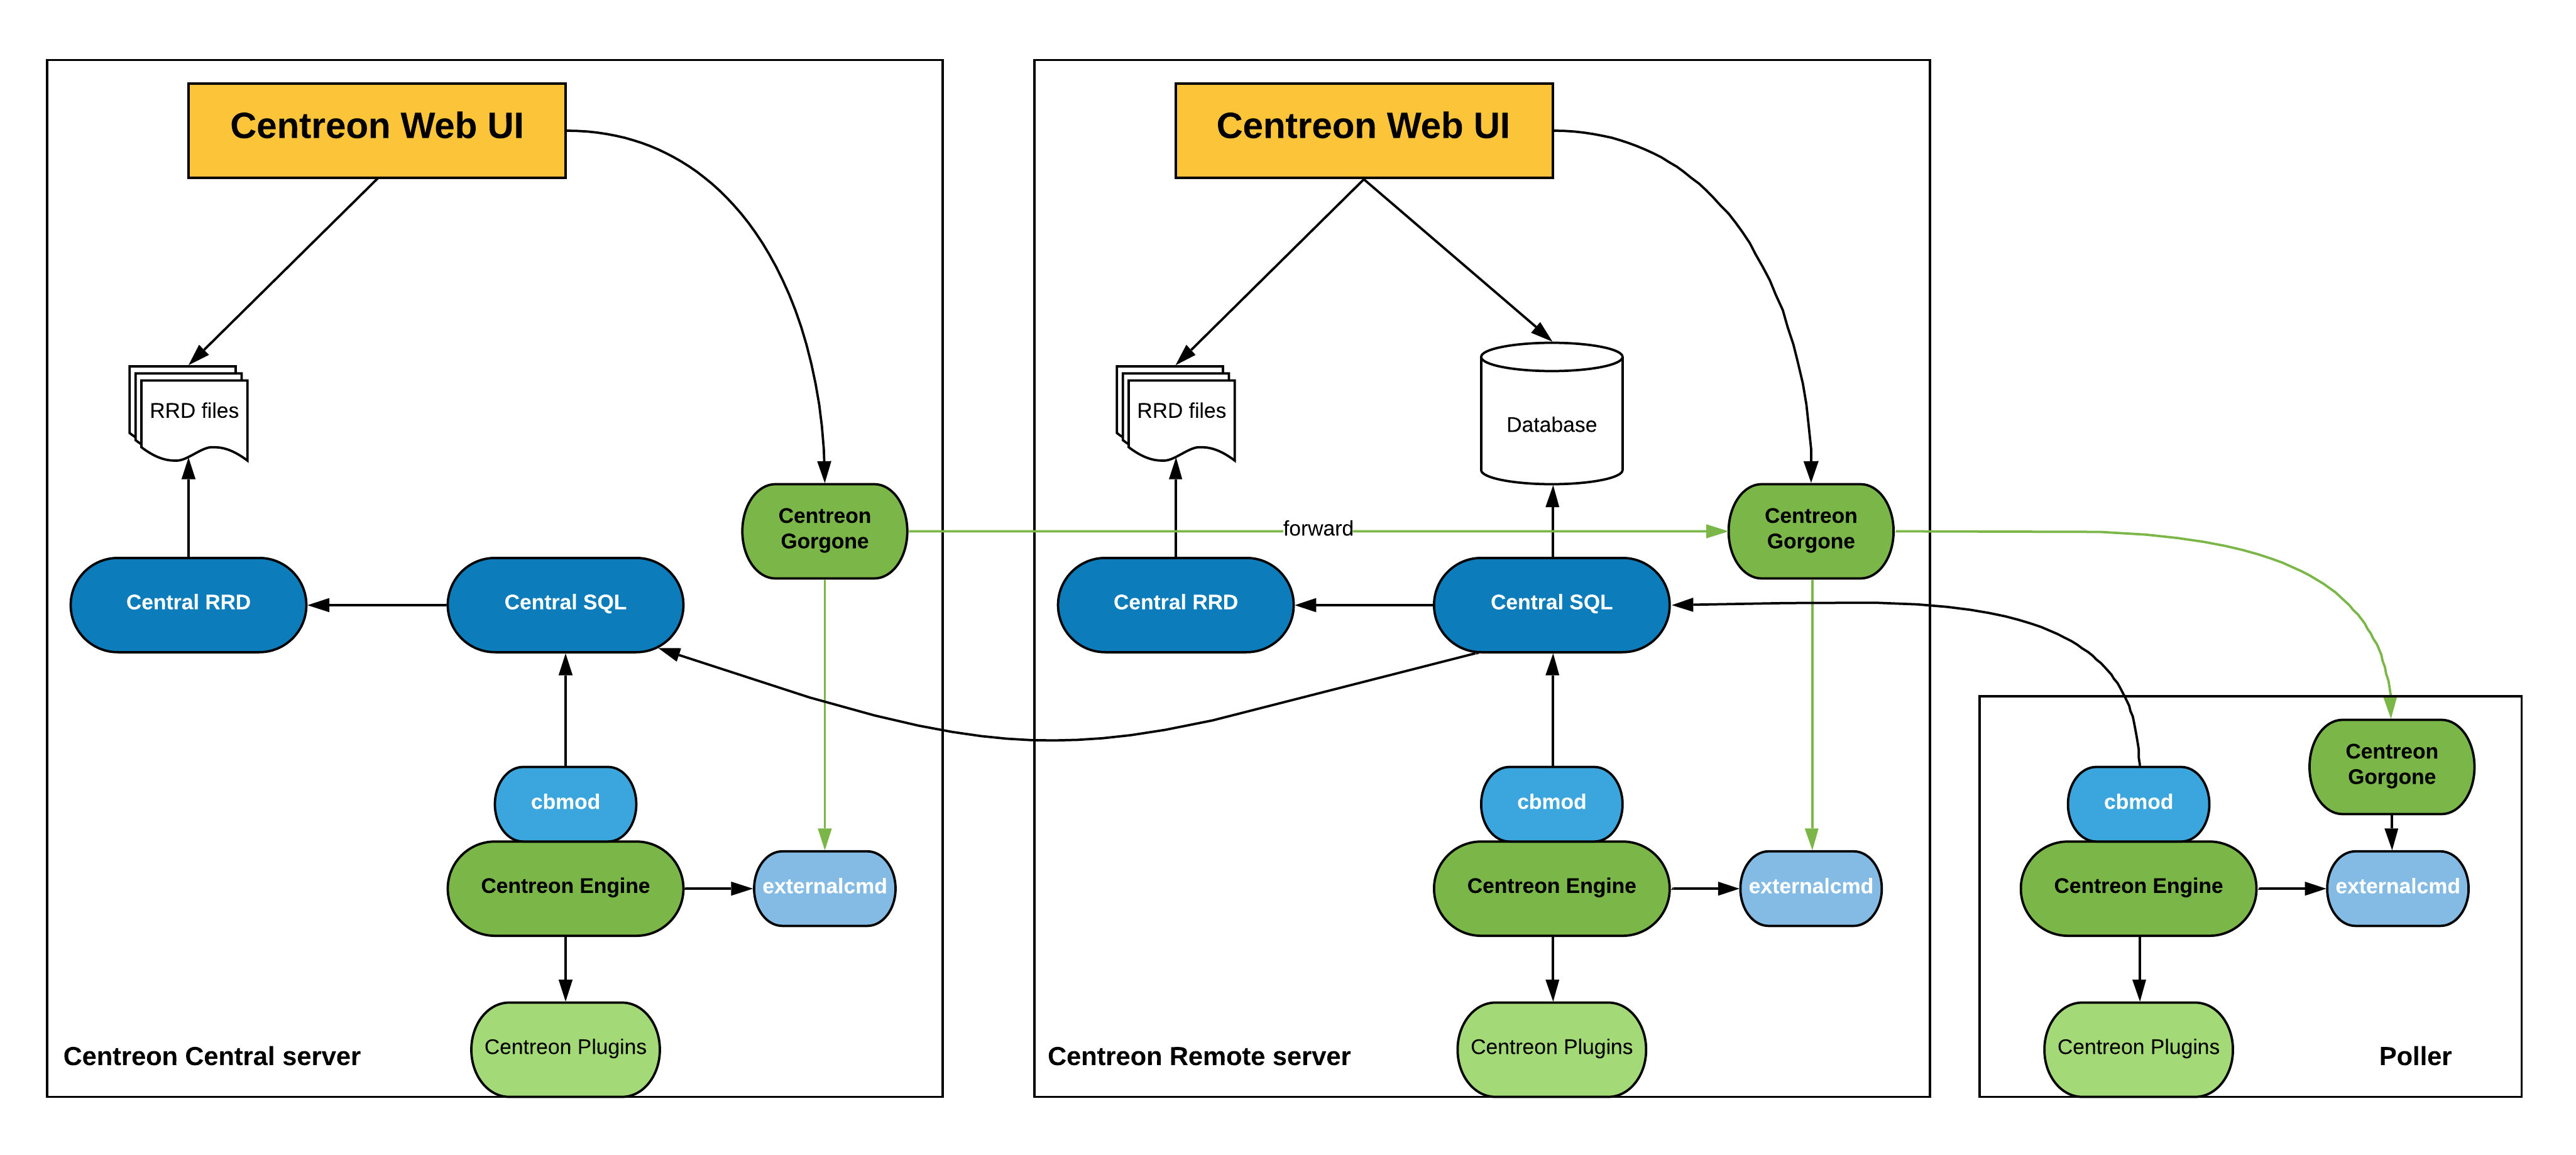 Centreon Web UI
RRD files
Centreon
Gorgone
Central RRD
Central SQL
cbmod
Centreon Engine
externalcmd
Centreon Plugins
Centreon Central server
forward
Centreon Web UI
RRD files
Database
Centreon
Gorgone
Central RRD
Central SQL
cbmod
Centreon Engine
externalcmd
Centreon Plugins
Centreon Remote server
Centreon
Gorgone
cbmod
Centreon Engine
externalcmd
Centreon Plugins
Poller